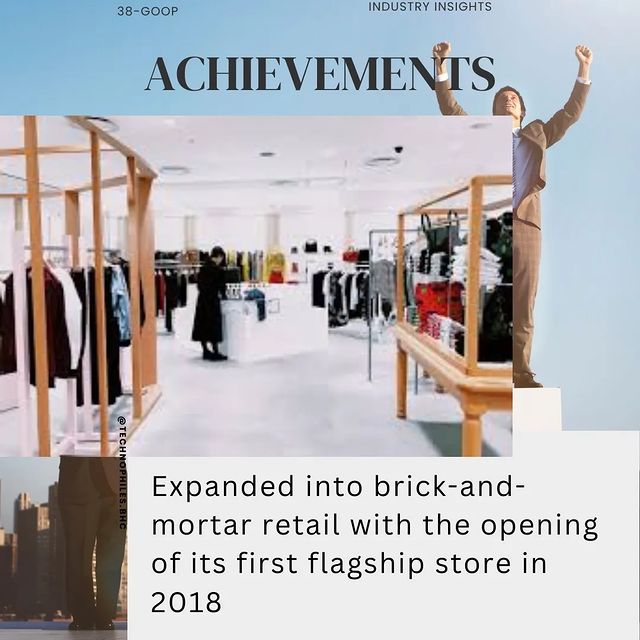 38-GOOP
INDUSTRY INSIGHTS
ACHIEVEMENTS
@TECHNOPHILES.BHC
Expanded into brick-and-
mortar retail with the opening
of its first flagship store in
2018